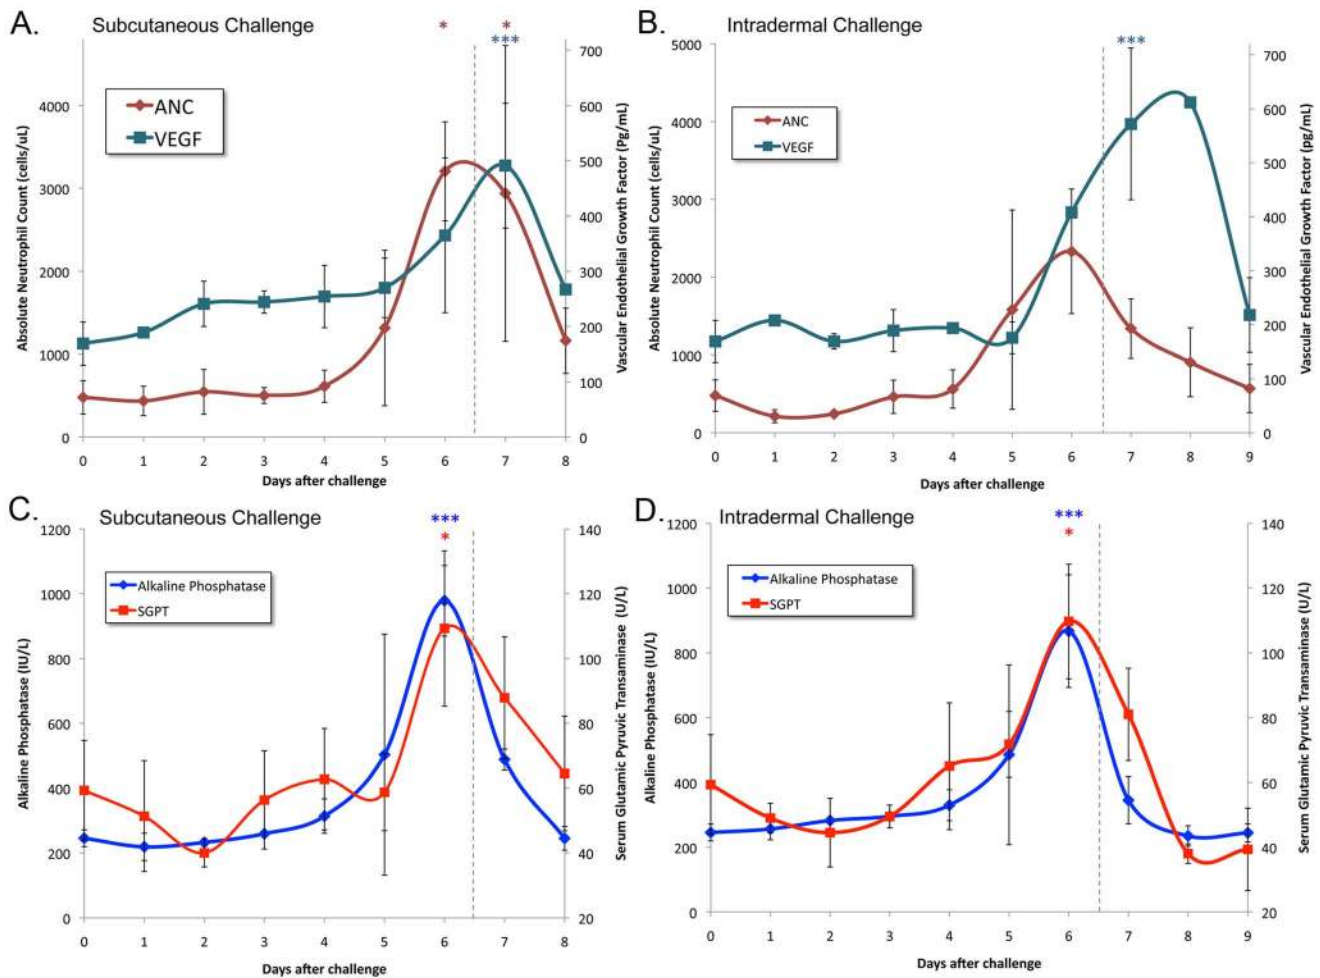 A.
Subcutaneous Challenge
*
*
***
ANC
VEGF
Absolute Neutrophil Count (cells/uL)
4000
3000
2000
1000
0
Vascular Endothelial Growth Factor (Pg/mL)
700
600
500
400
300
200
100
0
0 1 2 3 4 5 6 7 8
Days after challenge
B.
Intradermal Challenge
***
ANC
VEGF
Absolute Neutrophil Count (cells/uL)
5000
4000
3000
2000
1000
0
Vascular Endothelial Growth Factor (pg/mL)
700
600
500
400
300
200
100
0
0 1 2 3 4 5 6 7 8 9
Days after challenge
C.
Subcutaneous Challenge
***
*
Alkaline Phosphatase
SGPT
Alkaline Phosphatase (IU/L)
1200
1000
800
600
400
200
0
Serum Glutamic Pyruvic Transaminase (U/L)
140
120
100
80
60
40
20
0 1 2 3 4 5 6 7 8
Days after challenge
D.
Intradermal Challenge
***
*
Alkaline Phosphatase
SGPT
Alkaline Phosphatase (IU/L)
1200
1000
800
600
400
200
0
Serum Glutamic Pyruvic Transaminase (U/L)
140
120
100
80
60
40
20
0 1 2 3 4 5 6 7 8 9
Days after challenge